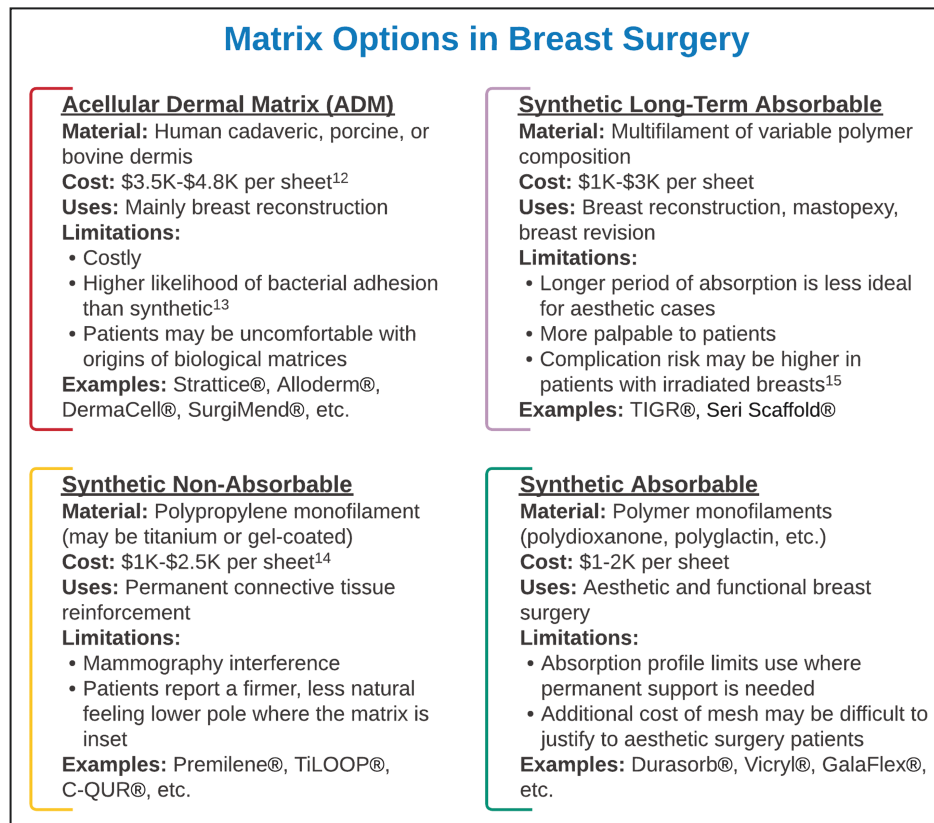 Matrix Options in Breast Surgery
Acellular Dermal Matrix (ADM)
Material: Human cadaveric, porcine, or
bovine dermis
Cost: $3.5K-$4.8K per sheet12
Uses: Mainly breast reconstruction
Limitations:
• Costly
• Higher likelihood of bacterial adhesion
than synthetic13
• Patients may be uncomfortable with
origins of biological matrices
Examples: Strattice®, Alloderm®,
DermaCell®, SurgiMend®, etc.
Synthetic Long-Term Absorbable
Material: Multifilament of variable polymer
composition
Cost: $1K-$3K per sheet
Uses: Breast reconstruction, mastopexy,
breast revision
Limitations:
• Longer period of absorption is less ideal
for aesthetic cases
• More palpable to patients
• Complication risk may be higher in
patients with irradiated breasts15
Examples: TIGR®, Seri Scaffold®
Synthetic Non-Absorbable
Material: Polypropylene monofilament
(may be titanium or gel-coated)
Cost: $1K-$2.5K per sheet14
Uses: Permanent connective tissue
reinforcement
Limitations:
• Mammography interference
• Patients report a firmer, less natural
feeling lower pole where the matrix is
inset
Examples: Premilene®, TiLOOP®,
C-QUR®, etc.
Synthetic Absorbable
Material: Polymer monofilaments
(polydioxanone, polyglactin, etc.)
Cost: $1-2K per sheet
Uses: Aesthetic and functional breast
surgery
Limitations:
• Absorption profile limits use where
permanent support is needed
• Additional cost of mesh may be difficult to
justify to aesthetic surgery patients
Examples: Durasorb®, Vicryl®, GalaFlex®,
etc.